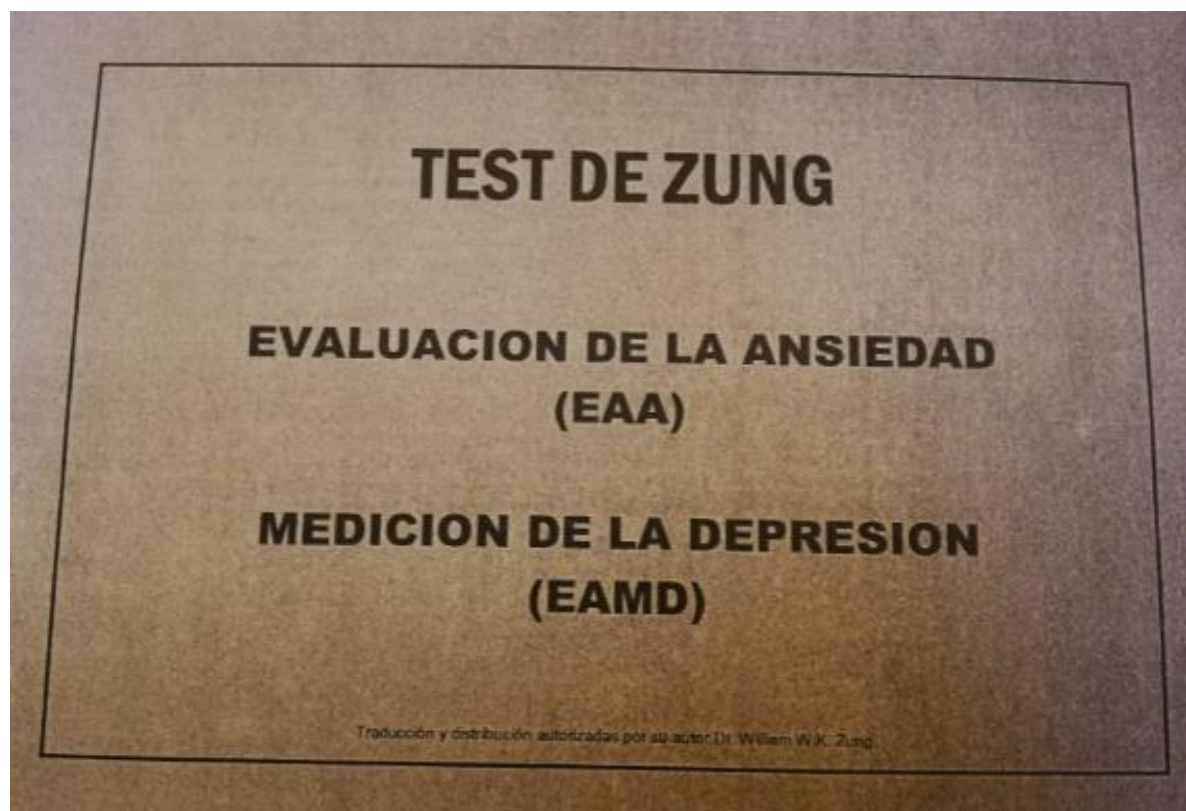 TEST DE ZUNG
EVALUACION DE LA ANSIEDAD
(EAA)
MEDICION DE LA DEPRESION
(EAMD)
Traducción y distribución autorizadas por su autor Dr. William W.K. Zung